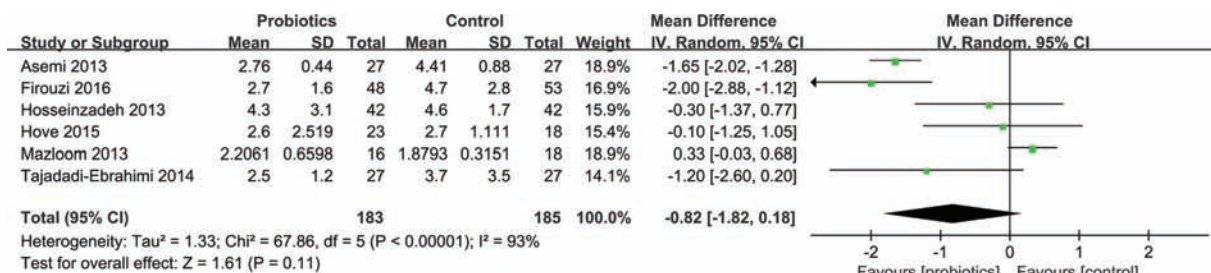 Probiotics Control Mean Difference Mean Difference
Study or Subgroup Mean SD Total Mean SD Total Weight IV, Random, 95% CI IV, Random, 95% CI
Asemi 2013 2.76 0.44 27 4.41 0.88 27 18.9% -1.65 [-2.02, -1.28]
Firouzi 2016 2.7 1.6 48 4.7 2.8 53 16.9% -2.00 [-2.88, -1.12]
Hosseinzadeh 2013 4.3 3.1 42 4.6 1.7 42 15.9% -0.30 [-1.37, 0.77]
Hove 2015 2.6 2.519 23 2.7 1.111 18 15.4% -0.10 [-1.25, 1.05]
Mazloom 2013 2.2061 0.6598 16 1.8793 0.3151 18 18.9% 0.33 [-0.03, 0.68]
Tajadadi-Ebrahimi 2014 2.5 1.2 27 3.7 3.5 27 14.1% -1.20 [-2.60, 0.20]
Total (95% CI) 183 185 100.0% -0.82 [-1.82, 0.18]
Heterogeneity: Tau² = 1.33; Chi² = 67.86, df = 5 (P < 0.00001); I² = 93%
-2 -1 0 1 2
Test for overall effect: Z = 1.61 (P = 0.11)
Favours [probiotics] Favours [control]